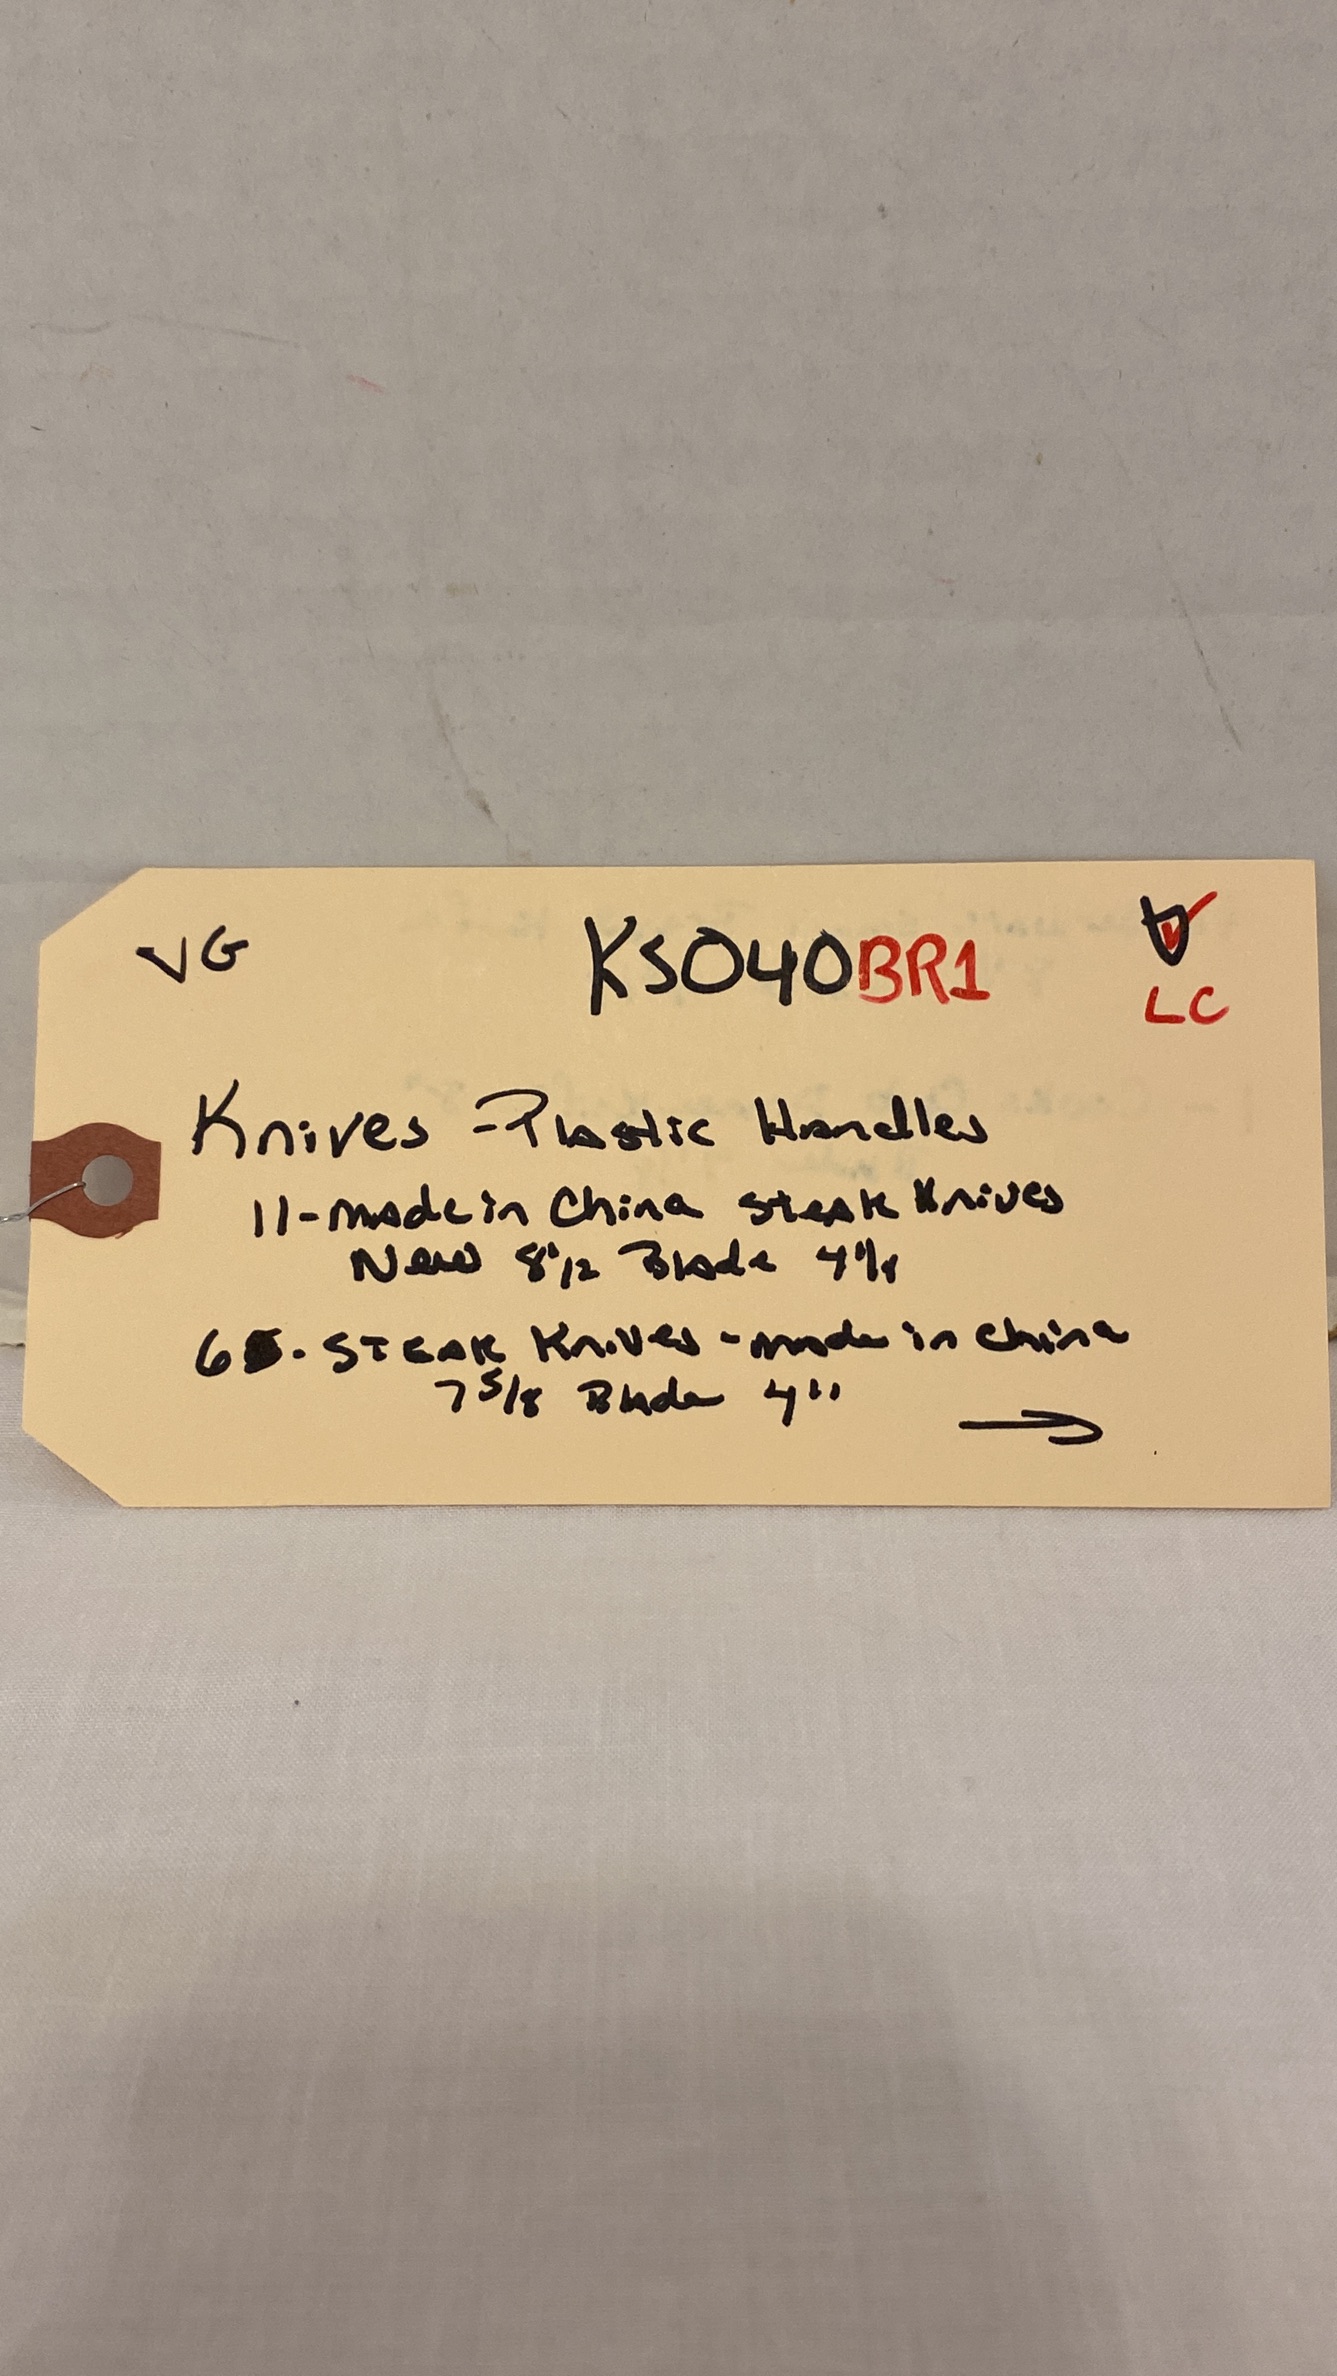 VG KS040BR1
LC
Knives - Plastic Handles
11 - made in China steak Knives
New 8 1/2 Blade 4 1/8
6 - STEAK Knives - made in china
7 5/8 Blade 4"